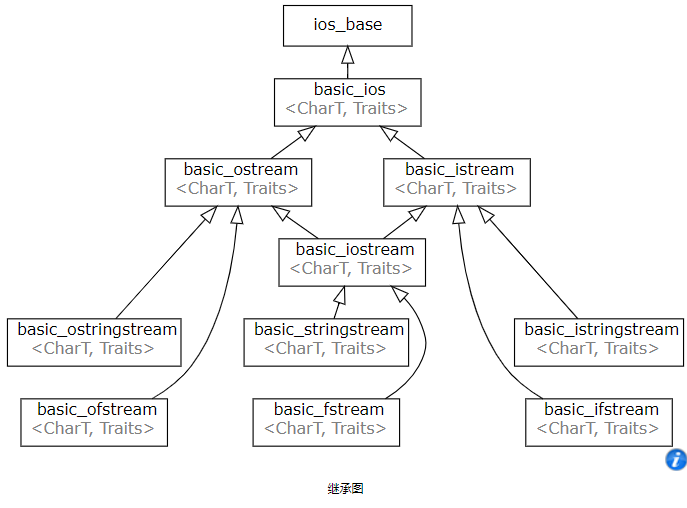 ios_base
basic_ios
<CharT, Traits>
basic_ostream
<CharT, Traits>
basic_istream
<CharT, Traits>
basic_iostream
<CharT, Traits>
basic_ostringstream
<CharT, Traits>
basic_stringstream
<CharT, Traits>
basic_istringstream
<CharT, Traits>
basic_ofstream
<CharT, Traits>
basic_fstream
<CharT, Traits>
basic_ifstream
<CharT, Traits>
i
继承图